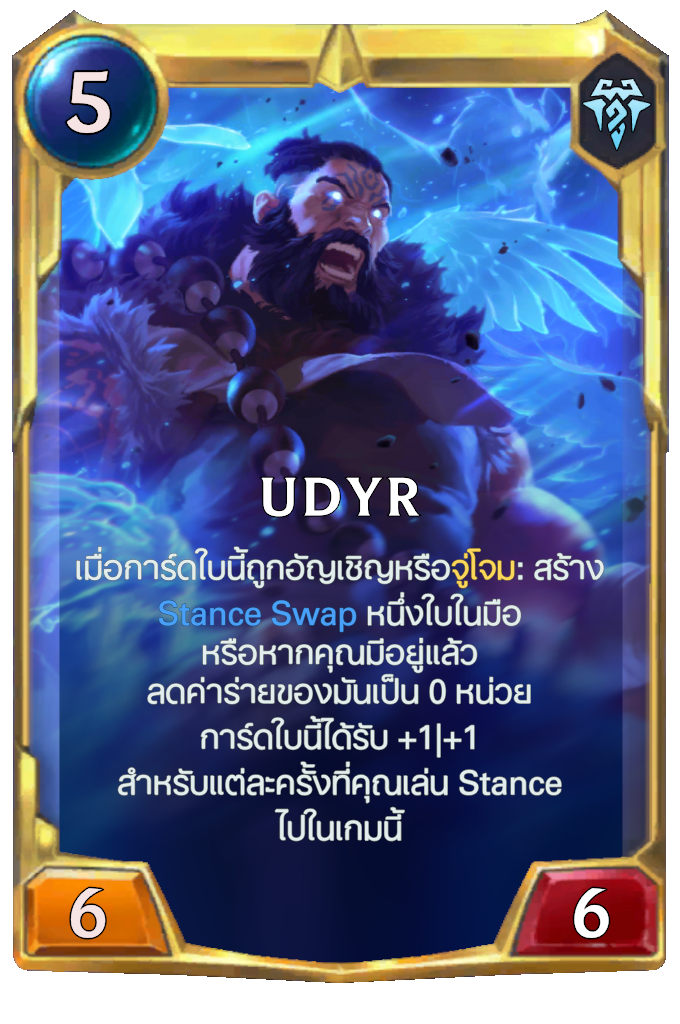 5
UDYR
เมื่อการ์ดใบนี้ถูกอัญเชิญหรือจู่โจม: สร้าง
Stance Swap หนึ่งใบในมือ
หรือหากคุณมีอยู่แล้ว
ลดค่าร่ายของมันเป็น 0 หน่วย
การ์ดใบนี้ได้รับ +1|+1
สำหรับแต่ละครั้งที่คุณเล่น Stance
ไปในเกมนี้
6
6